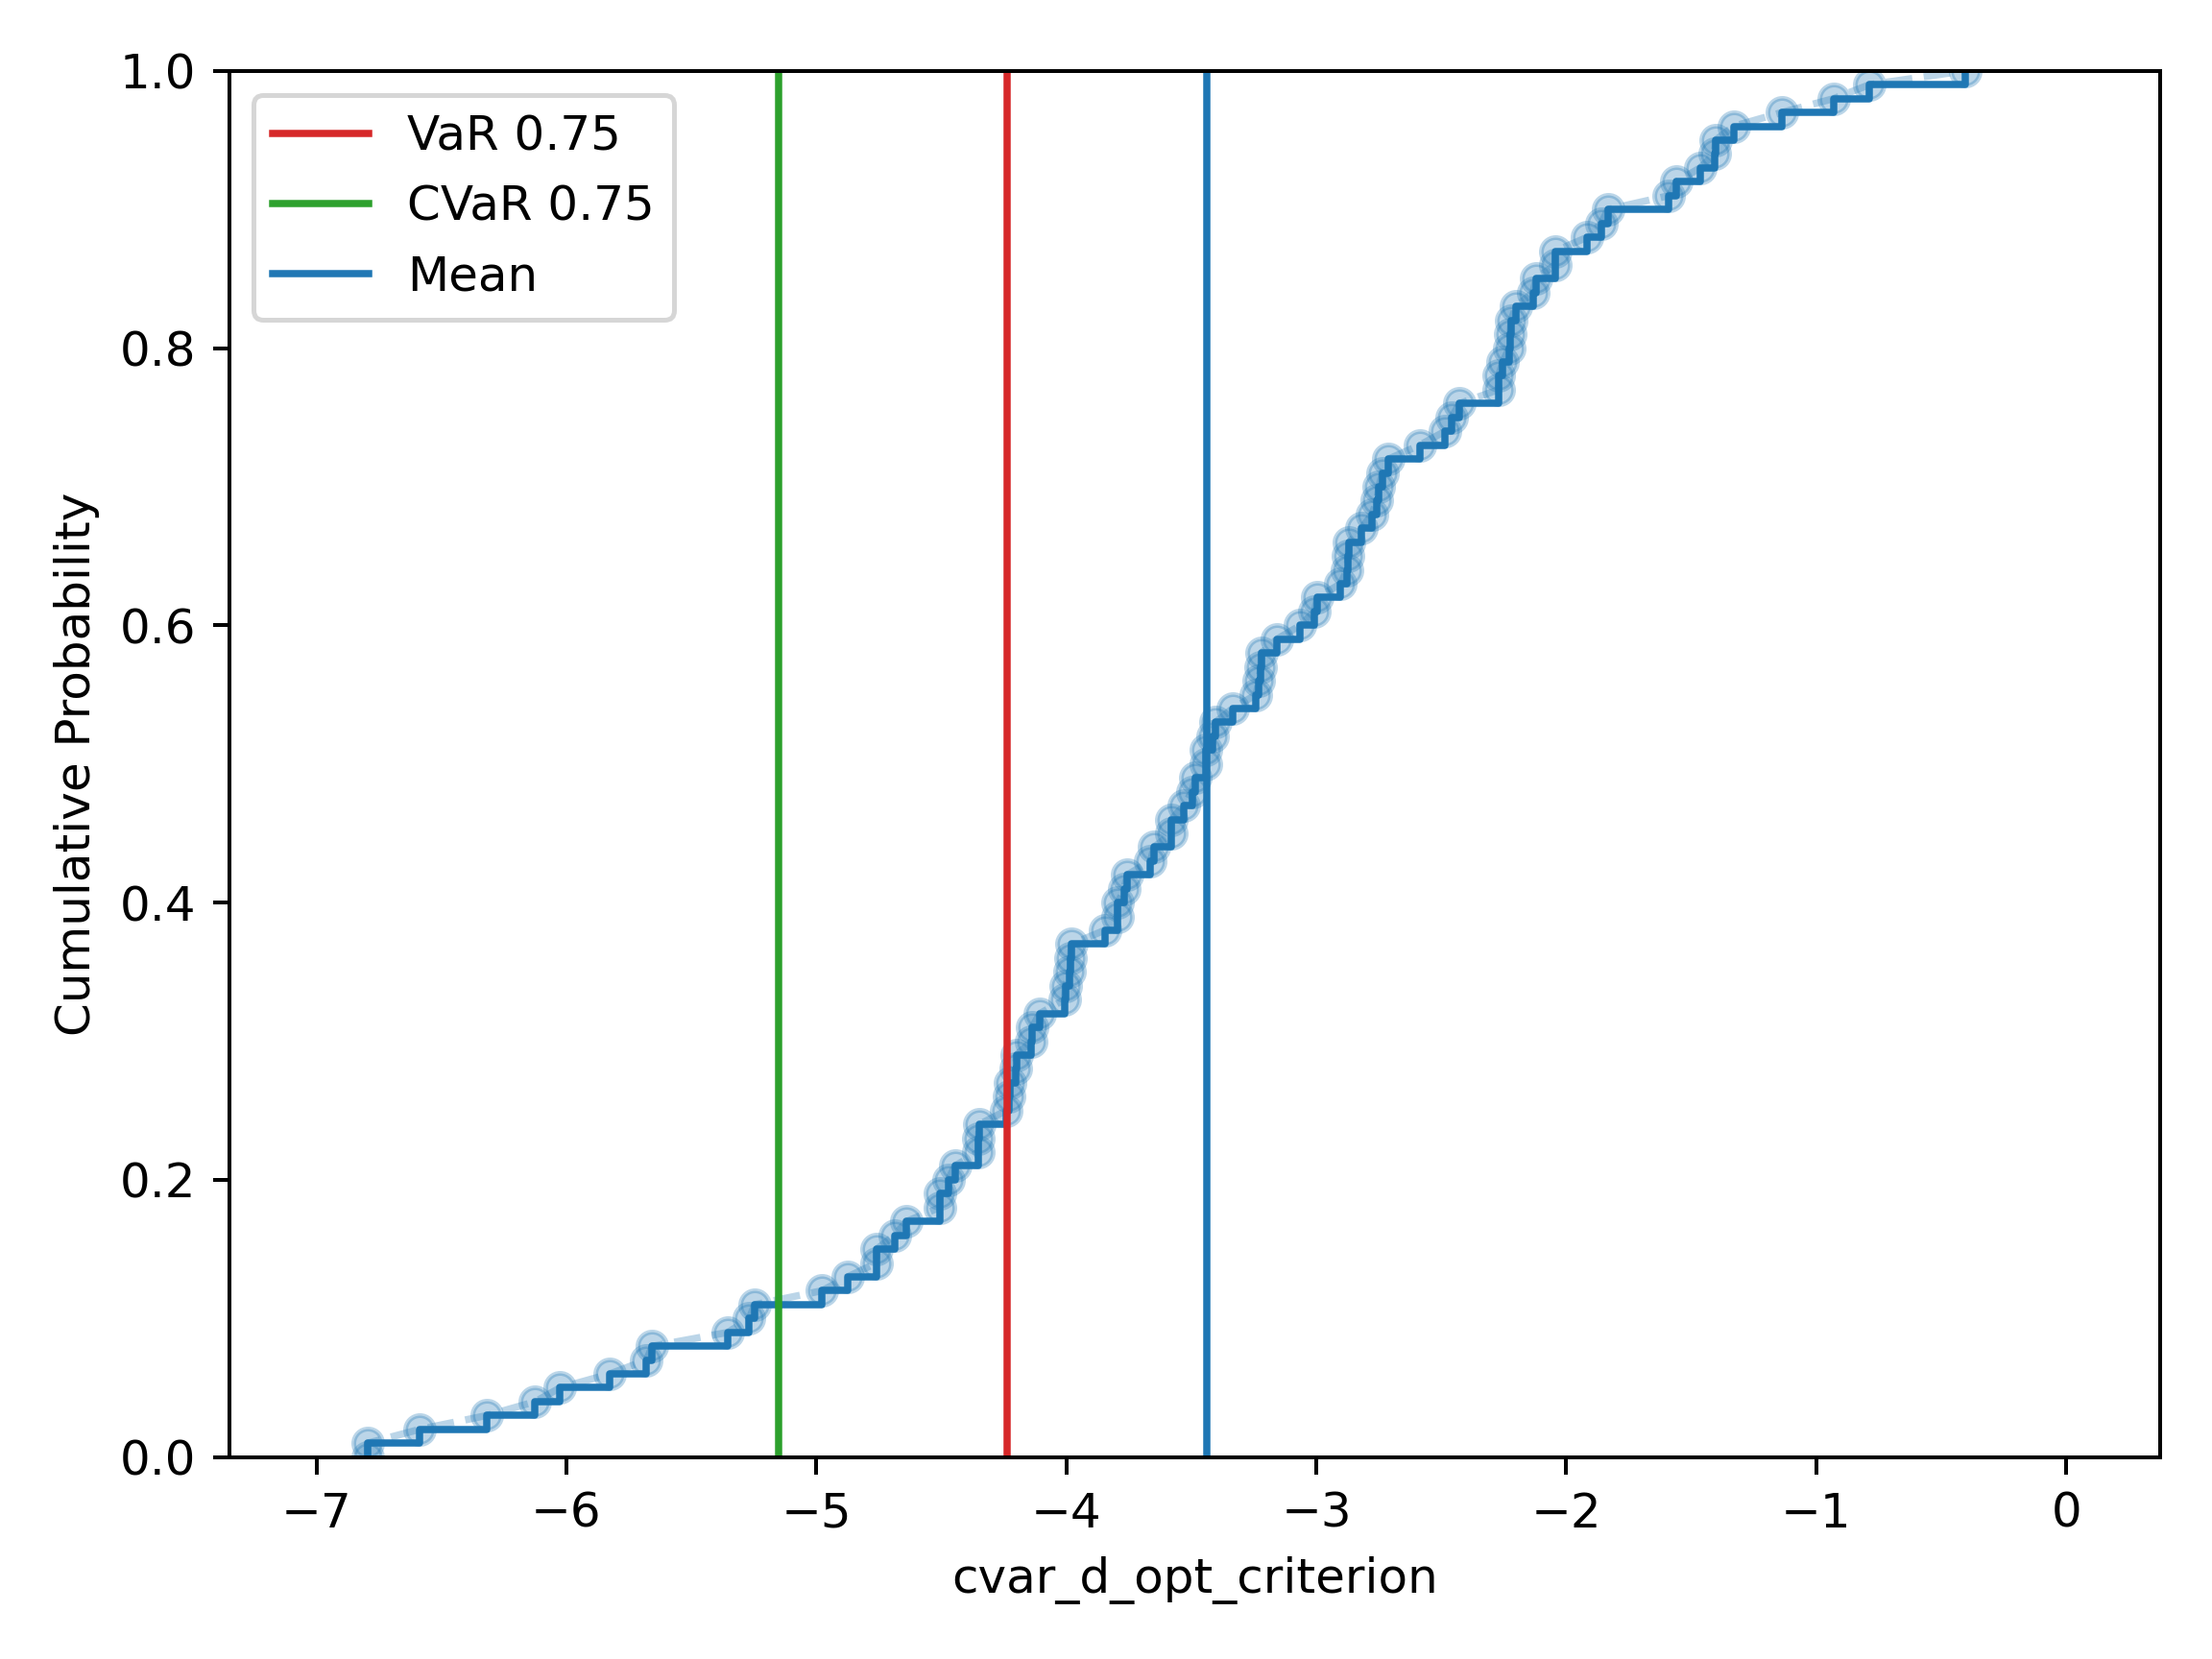 VaR 0.75
CVaR 0.75
Mean
1.0
0.8
0.6
0.4
0.2
0.0
Cumulative Probability
−7 −6 −5 −4 −3 −2 −1 0
cvar_d_opt_criterion